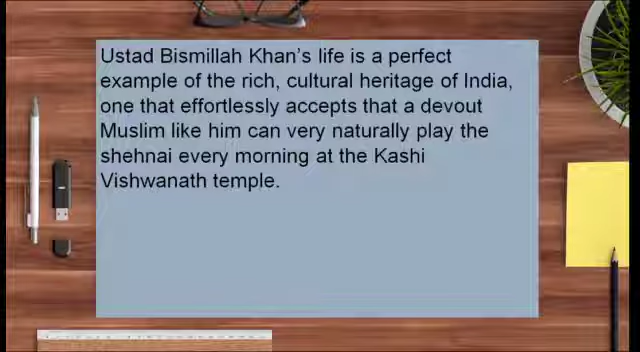 Ustad Bismillah Khan’s life is a perfect
example of the rich, cultural heritage of India,
one that effortlessly accepts that a devout
Muslim like him can very naturally play the
shehnai every morning at the Kashi
Vishwanath temple.